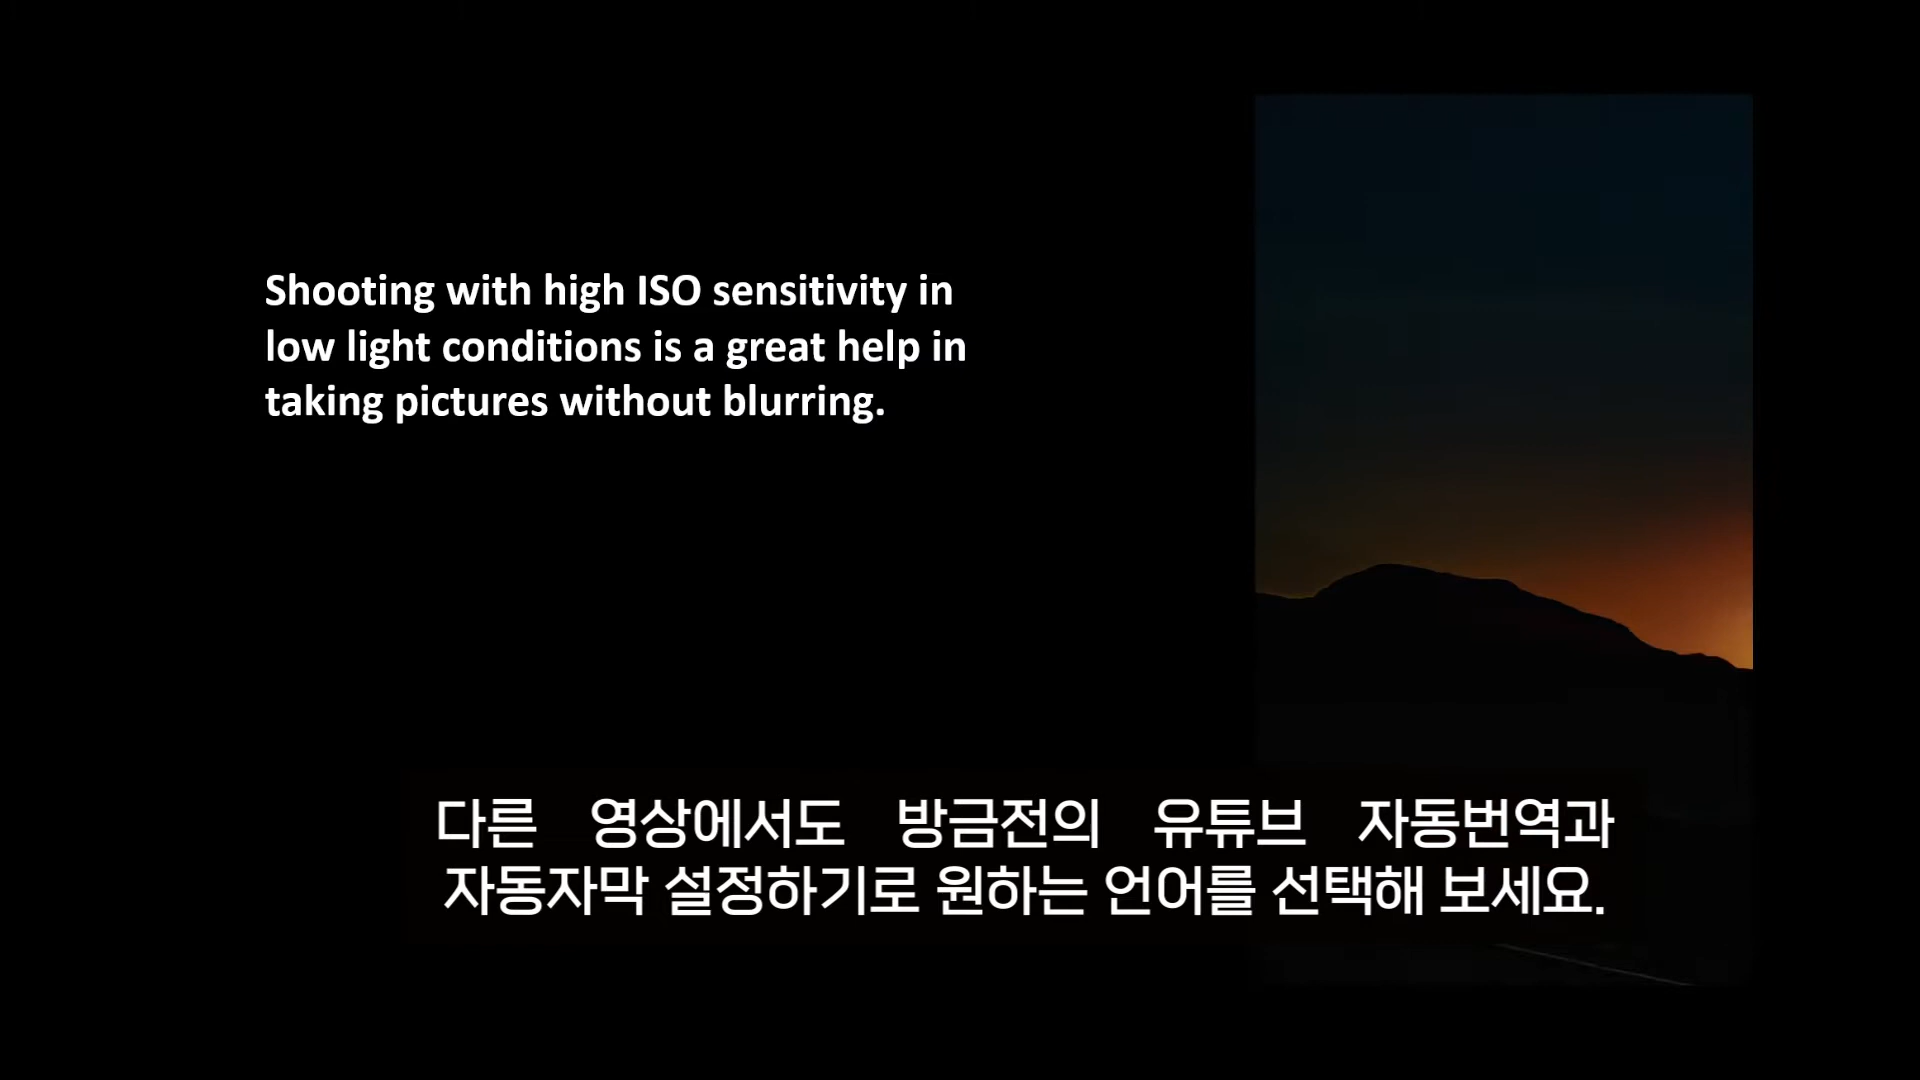 Shooting with high ISO sensitivity in
low light conditions is a great help in
taking pictures without blurring.
다른 영상에서도 방금전의 유튜브 자동번역과
자동자막 설정하기로 원하는 언어를 선택해 보세요.